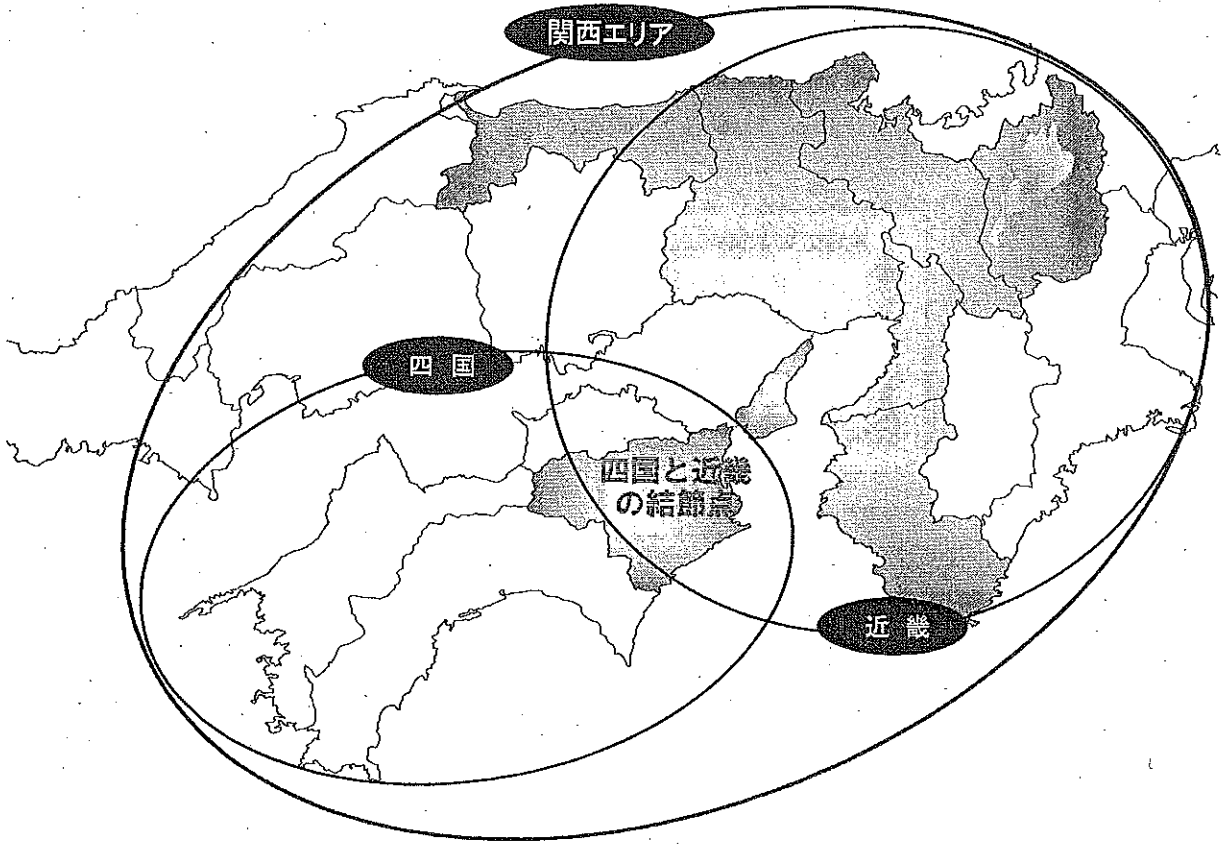 関西エリア
四国
四国と近畿
の結節点
近畿